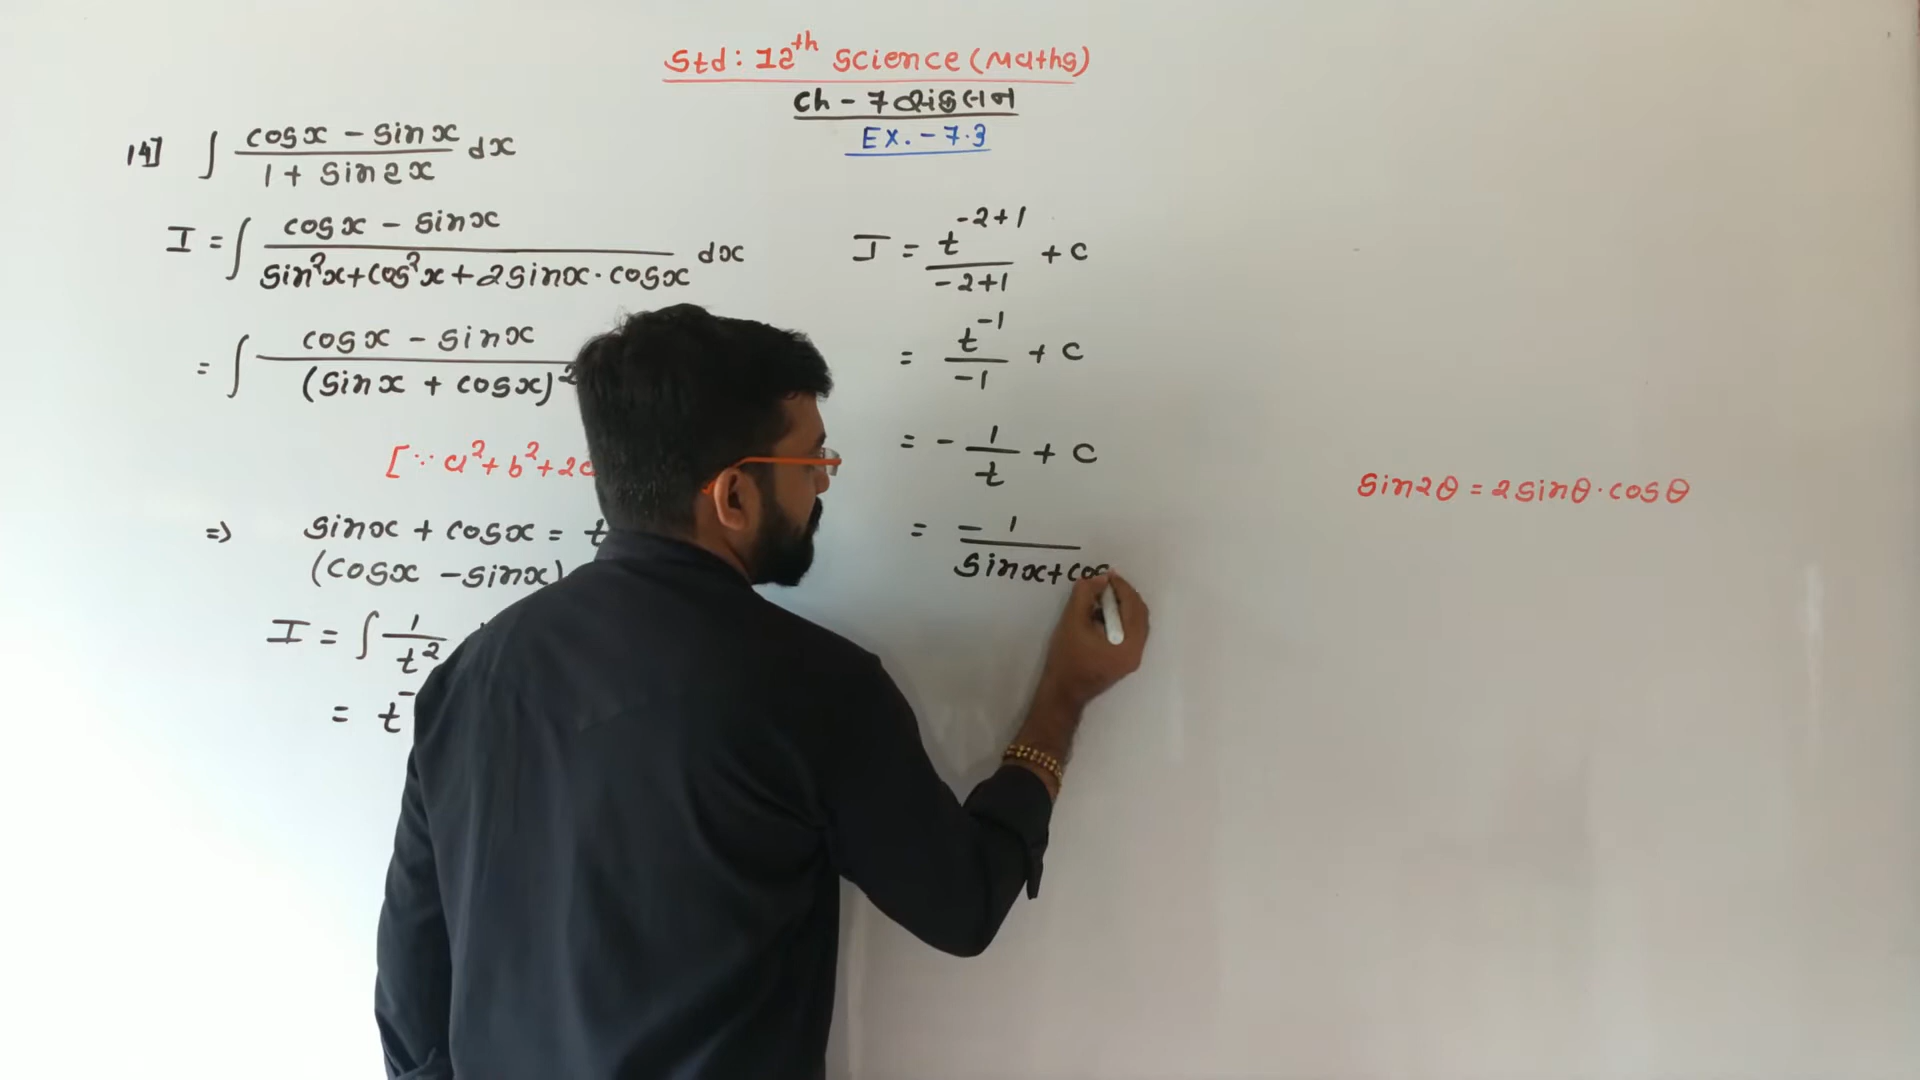 Std : 12th Science (Maths)
Ch - 7 સંકલન
EX. - 7.3
14] ∫ (cosx - sinx)/(1 + sin2x) dx
I = ∫ (cosx - sinx)/(sin²x + cos²x + 2sinx · cosx) dx
= ∫ (cosx - sinx)/(sinx + cosx)²
[∵ a² + b² + 2
⇒ sinx + cosx = t
(cosx - sinx)
I = ∫ 1/t²
= t⁻
I = t^(-2+1)/(-2+1) + c
= t⁻¹/-1 + c
= - 1/t + c
= -1/(sinx + cos
sin2θ = 2sinθ · cosθ